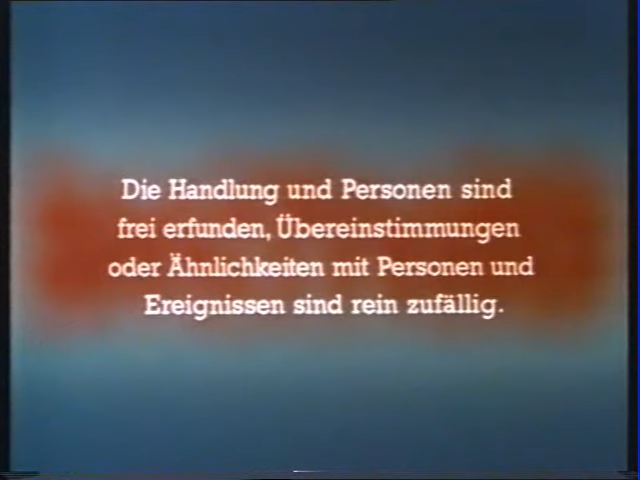 Die Handlung und Personen sind
frei erfunden, Übereinstimmungen
oder Ähnlichkeiten mit Personen und
Ereignissen sind rein zufällig.